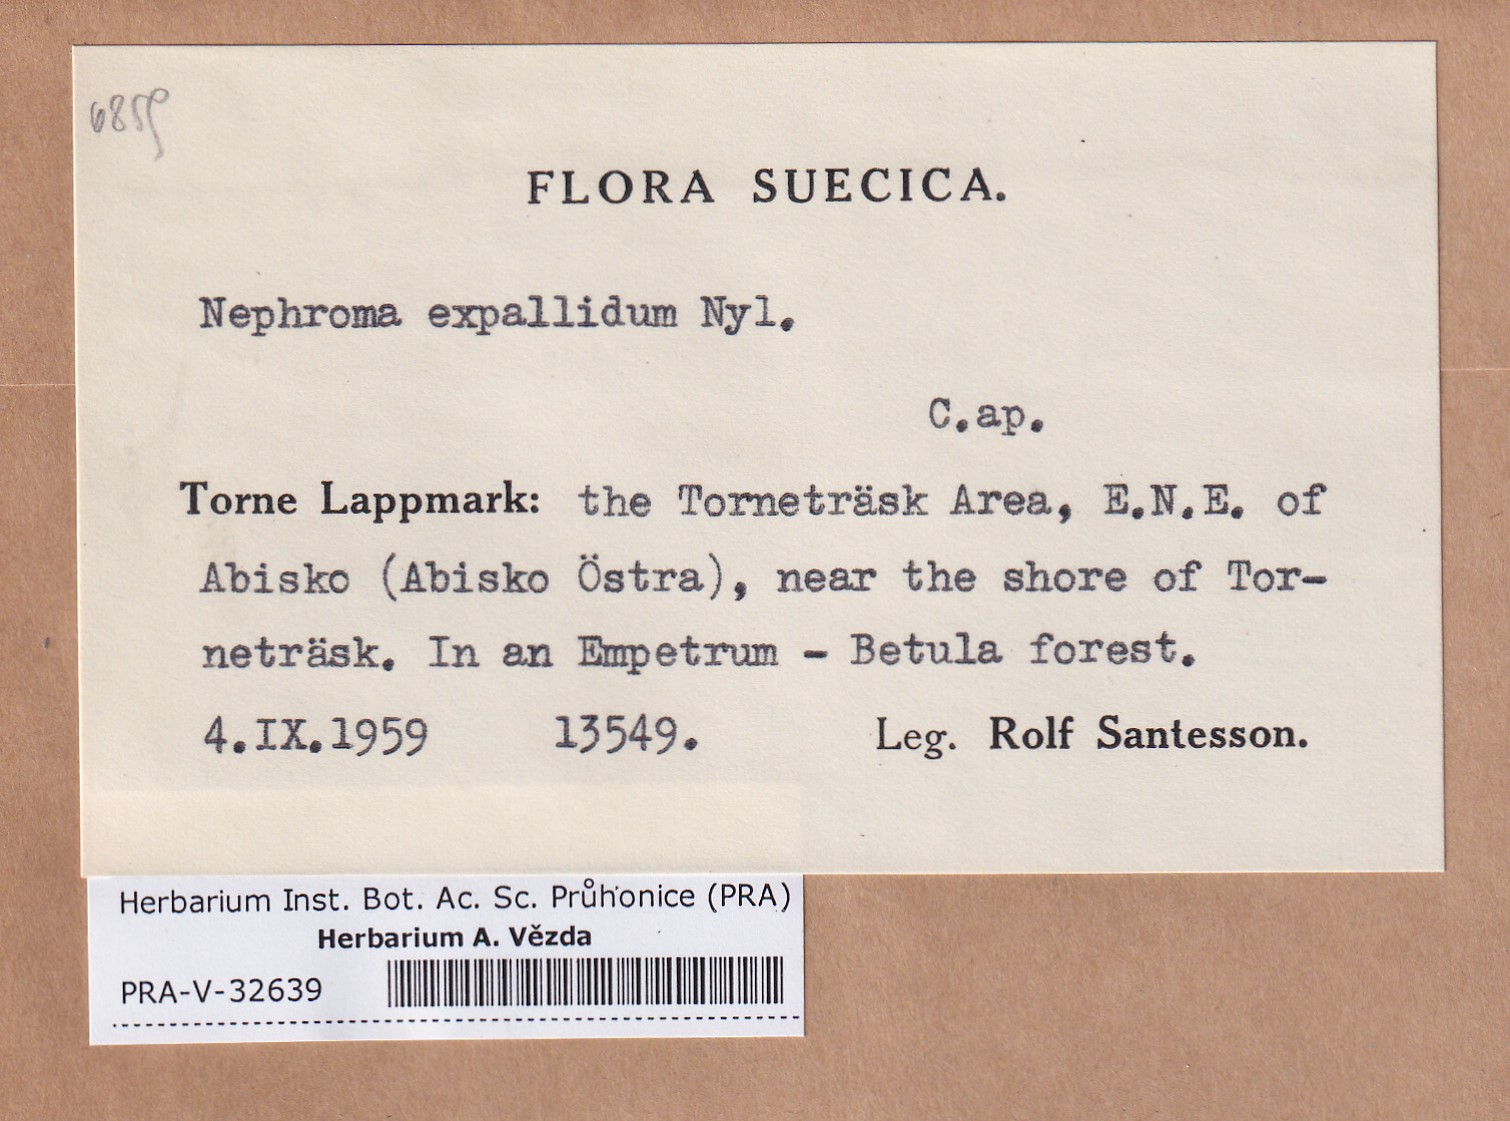 6859
FLORA SUECICA.
Nephroma expallidum Nyl.
C.ap.
Torne Lappmark: the Torneträsk Area, E.N.E. of
Abisko (Abisko Östra), near the shore of Tor-
neträsk. In an Empetrum - Betula forest.
4.IX.1959 13549. Leg. Rolf Santesson.
Herbarium Inst. Bot. Ac. Sc. Průhonice (PRA)
Herbarium A. Vězda
PRA-V-32639